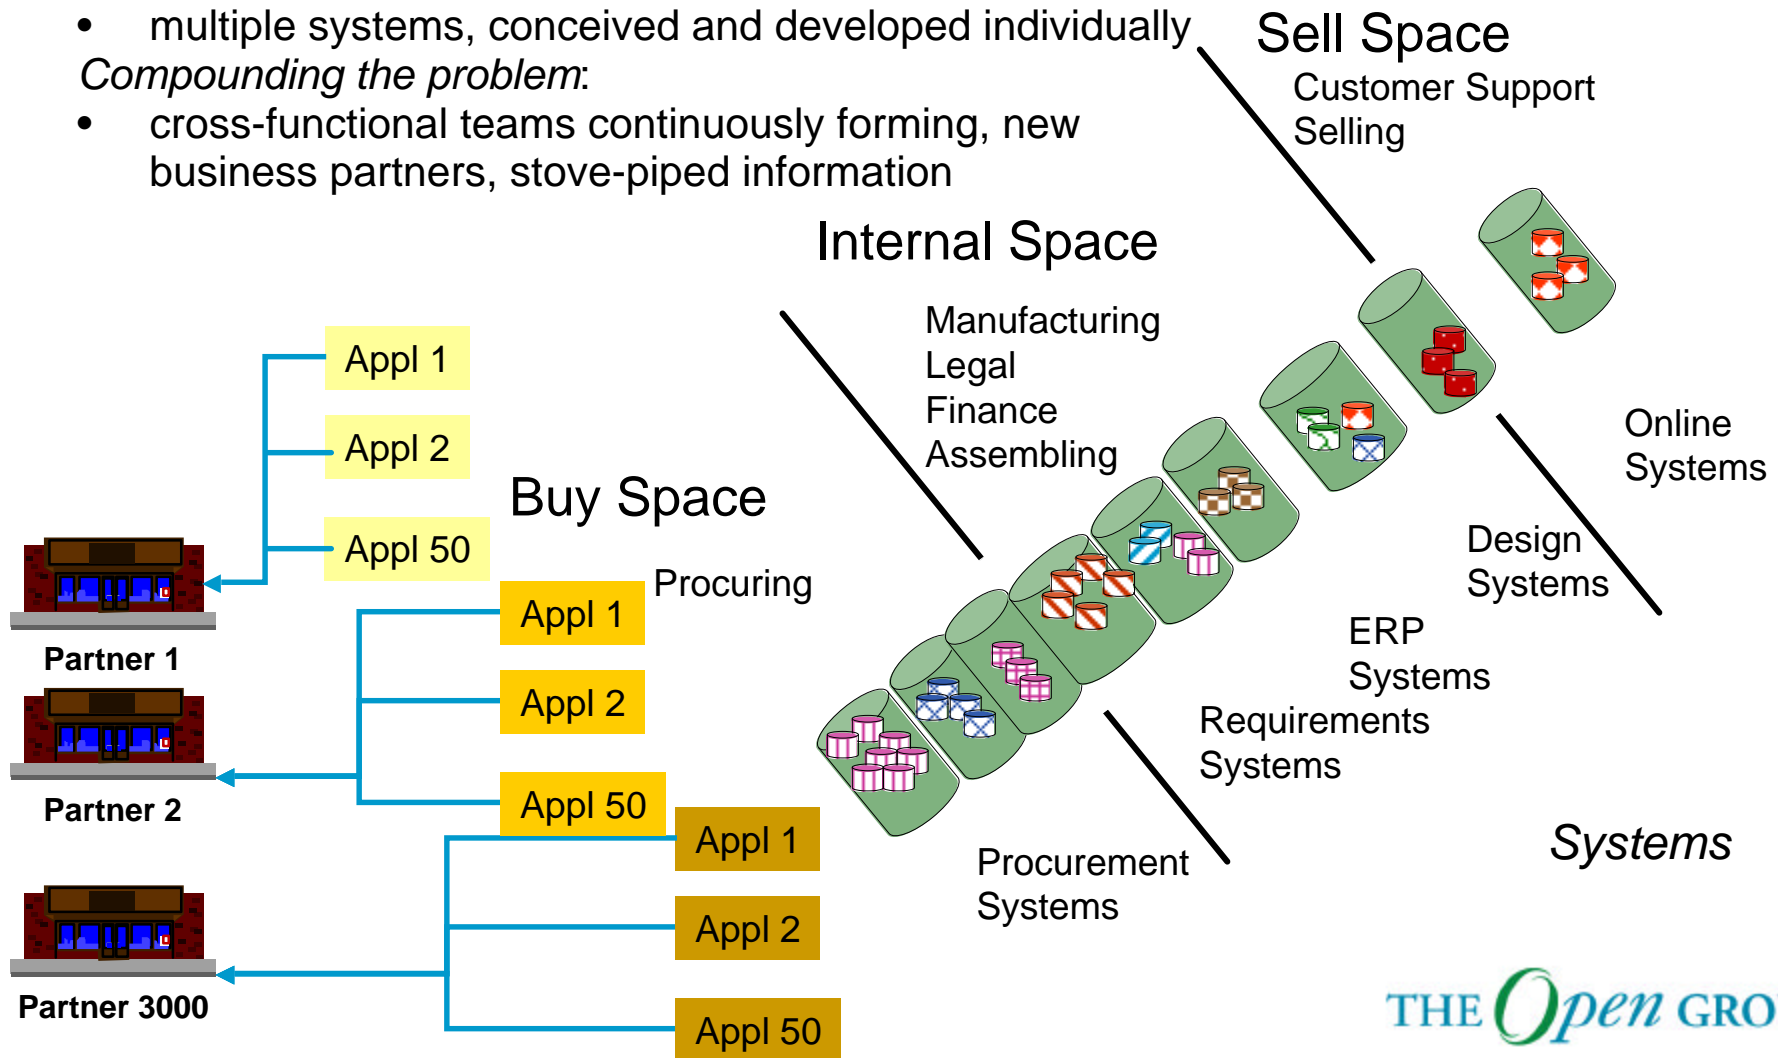 • multiple systems, conceived and developed individually
Compounding the problem:
• cross-functional teams continuously forming, new
business partners, stove-piped information
Sell Space
Customer Support
Selling
Internal Space
Manufacturing
Legal
Finance
Assembling
Buy Space
Procuring
Appl 1
Appl 2
Appl 50
Partner 1
Appl 1
Appl 2
Appl 50
Partner 2
Appl 1
Appl 2
Appl 50
Partner 3000
Online
Systems
Design
Systems
ERP
Systems
Requirements
Systems
Procurement
Systems
Systems
THE Open GRO